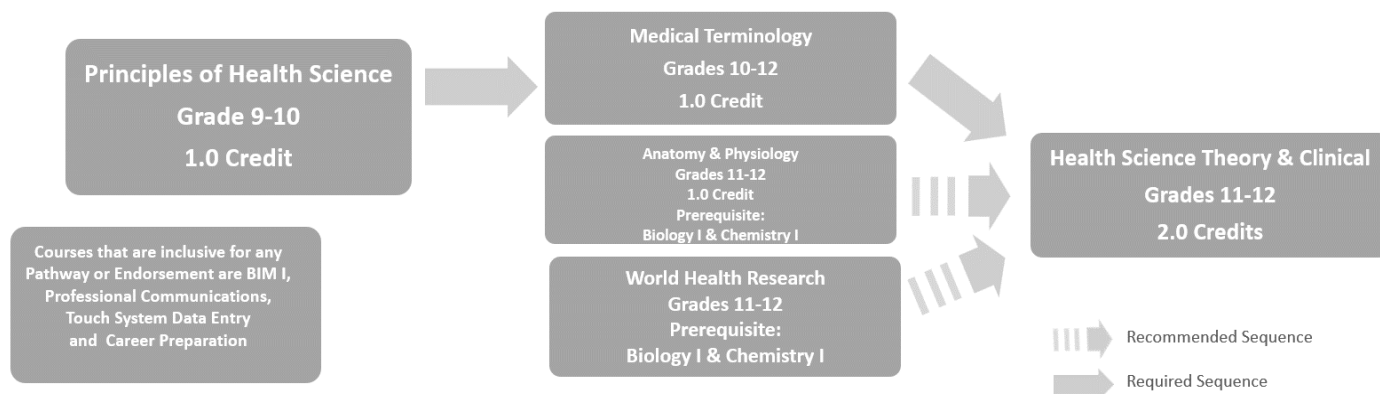 Principles of Health Science
Grade 9-10
1.0 Credit
Courses that are inclusive for any
Pathway or Endorsement are BIM I,
Professional Communications,
Touch System Data Entry
and Career Preparation
Medical Terminology
Grades 10-12
1.0 Credit
Anatomy & Physiology
Grades 11-12
1.0 Credit
Prerequisite:
Biology I & Chemistry I
World Health Research
Grades 11-12
Prerequisite:
Biology I & Chemistry I
Health Science Theory & Clinical
Grades 11-12
2.0 Credits
Recommended Sequence
Required Sequence